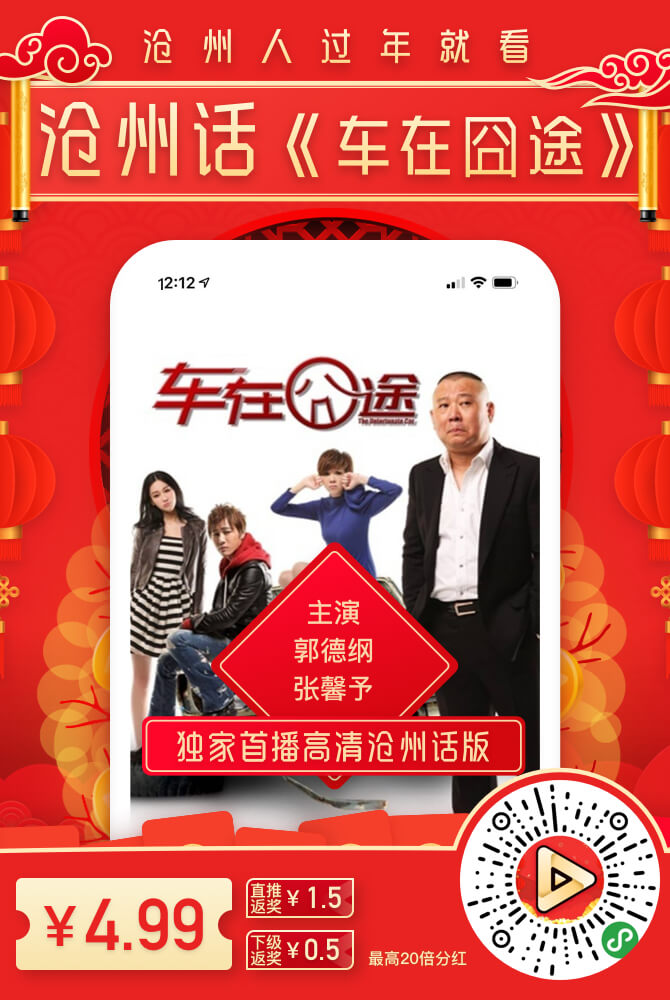 沧州人过年就看
沧州话《车在囧途》
12:12
车在囧途
The Unfortunate Car
主演
郭德纲
张馨予
独家首播高清沧州话版
¥4.99
直推返奖 ¥1.5
下级返奖 ¥0.5
最高20倍分红